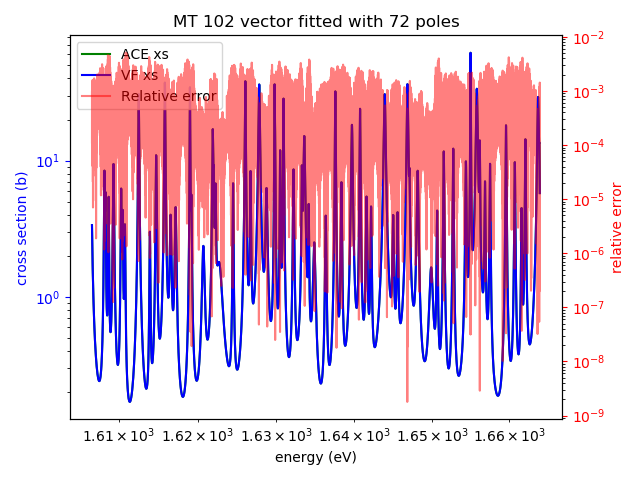 MT 102 vector fitted with 72 poles
ACE xs
VF xs
Relative error
cross section (b)
10¹
10⁰
10⁻²
10⁻³
10⁻⁴
10⁻⁵
10⁻⁶
10⁻⁷
10⁻⁸
10⁻⁹
relative error
1.61 × 10³ 1.62 × 10³ 1.63 × 10³ 1.64 × 10³ 1.65 × 10³ 1.66 × 10³
energy (eV)